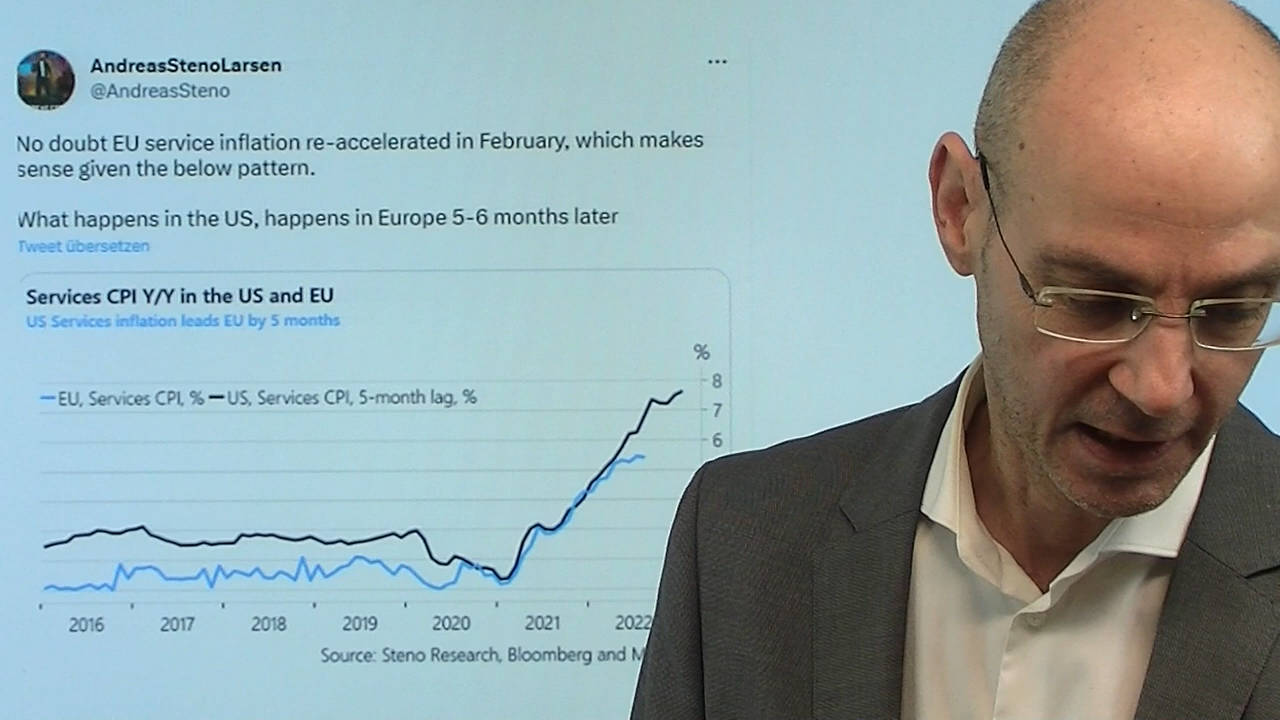 AndreasStenoLarsen
@AndreasSteno
No doubt EU service inflation re-accelerated in February, which makes
sense given the below pattern.
What happens in the US, happens in Europe 5-6 months later
Tweet übersetzen
Services CPI Y/Y in the US and EU
US Services inflation leads EU by 5 months
%
EU, Services CPI, % US, Services CPI, 5-month lag, %
8
7
6
2016 2017 2018 2019 2020 2021 2022
Source: Steno Research, Bloomberg and